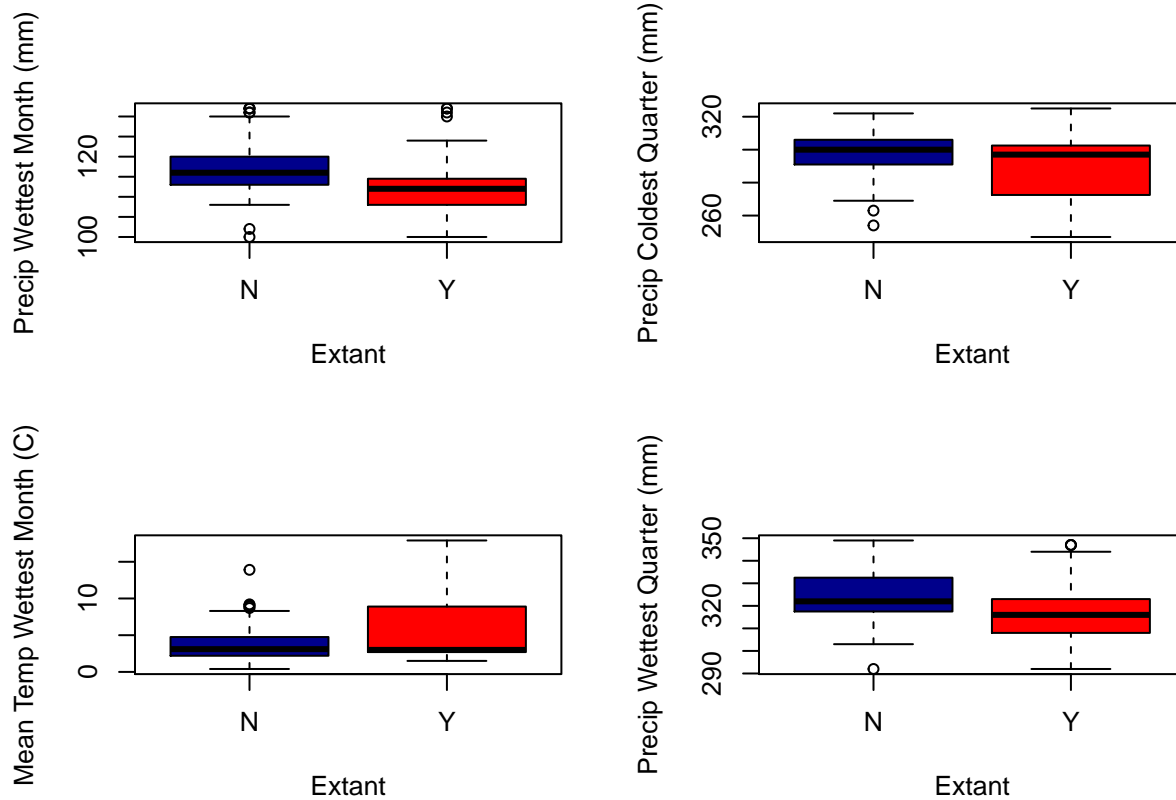 Precip Wettest Month (mm)
120
100
N
Y
Extant
Precip Coldest Quarter (mm)
320
260
N
Y
Extant
Mean Temp Wettest Month (C)
10
0
N
Y
Extant
Precip Wettest Quarter (mm)
350
320
290
N
Y
Extant